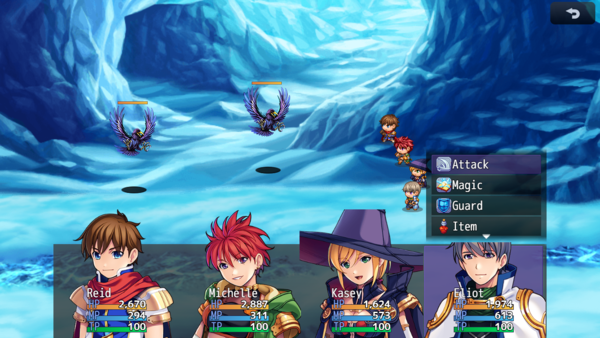 Attack
Magic
Guard
Item
Reid
HP 2,670
MP 294
TP 100
Michelle
HP 2,887
MP 311
TP 100
Kasey
HP 1,624
MP 573
TP 100
Eliot
HP 1,974
MP 613
TP 100